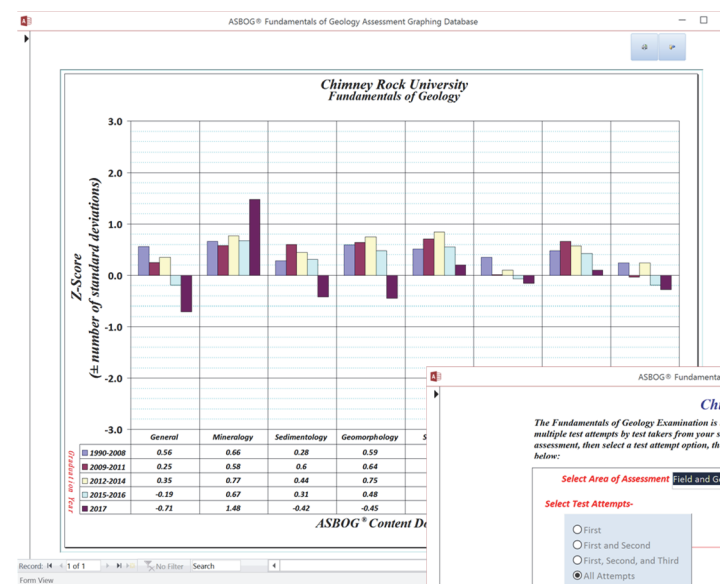 ASBOG® Fundamentals of Geology Assessment Graphing Database
Chimney Rock University
Fundamentals of Geology
3.0
2.0
1.0
0.0
-1.0
-2.0
-3.0
Z-Score
(± number of standard deviations)
General Mineralogy Sedimentology Geomorphology S
Graduation Year
1990-2008 0.56 0.66 0.28 0.59
2009-2011 0.25 0.58 0.6 0.64
2012-2014 0.35 0.77 0.44 0.75
2015-2016 -0.19 0.67 0.31 0.48
2017 -0.71 1.48 -0.42 -0.45
ASBOG® Content Do
Record: 1 of 1 No Filter Search
Form View
ASBOG® Fundamenta
Chi
The Fundamentals of Geology Examination is
multiple test attempts by test takers from your s
assessment, then select a test attempt option, th
below:
Select Area of Assessment Field and G
Select Test Attempts-
First
First and Second
First, Second, and Third
All Attempts